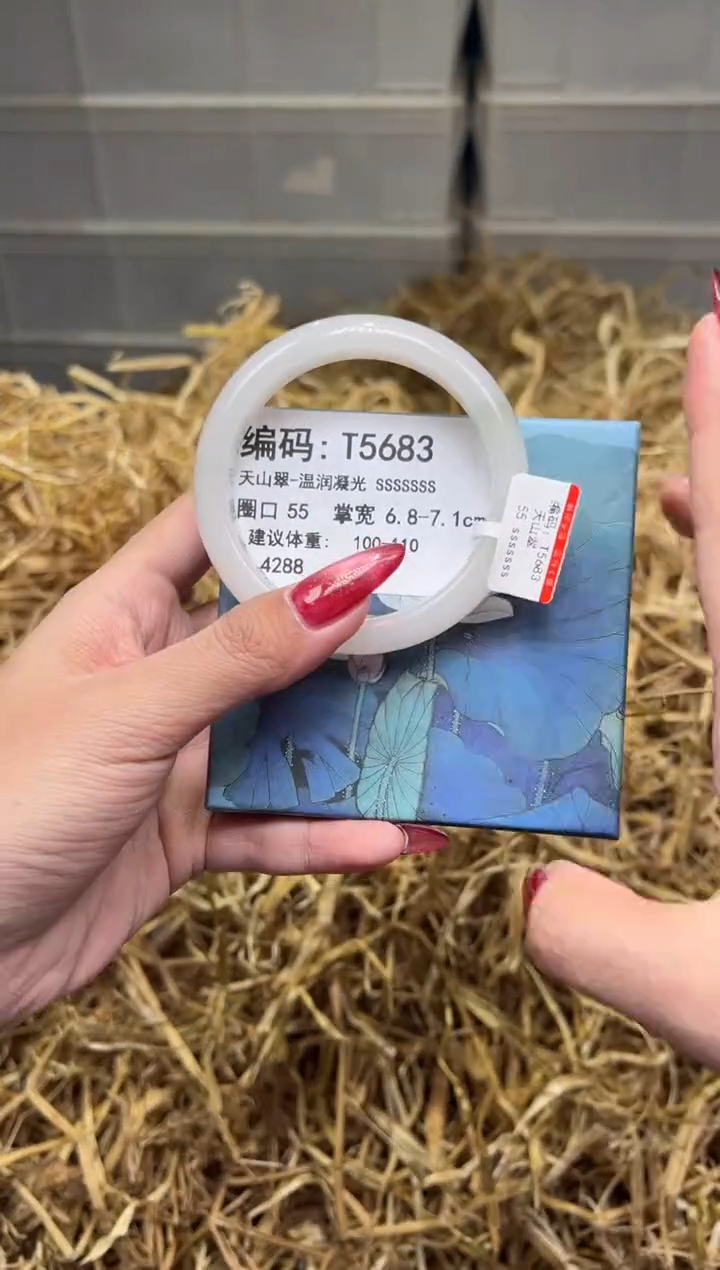 编码: T5683
天山翠-温润凝光 sssssss
圈口 55 掌宽 6.8-7.1cm
建议体重: 100-110
4288
编码: T5683
天山翠
55 sssssss